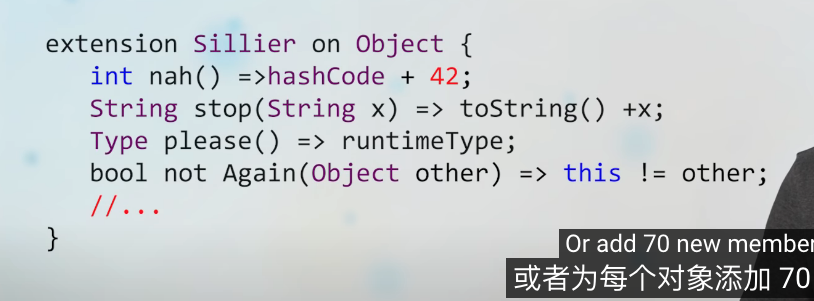 extension Sillier on Object {
int nah() =>hashCode + 42;
String stop(String x) => toString() +x;
Type please() => runtimeType;
bool not Again(Object other) => this != other;
//...
}
Or add 70 new member
或者为每个对象添加 70